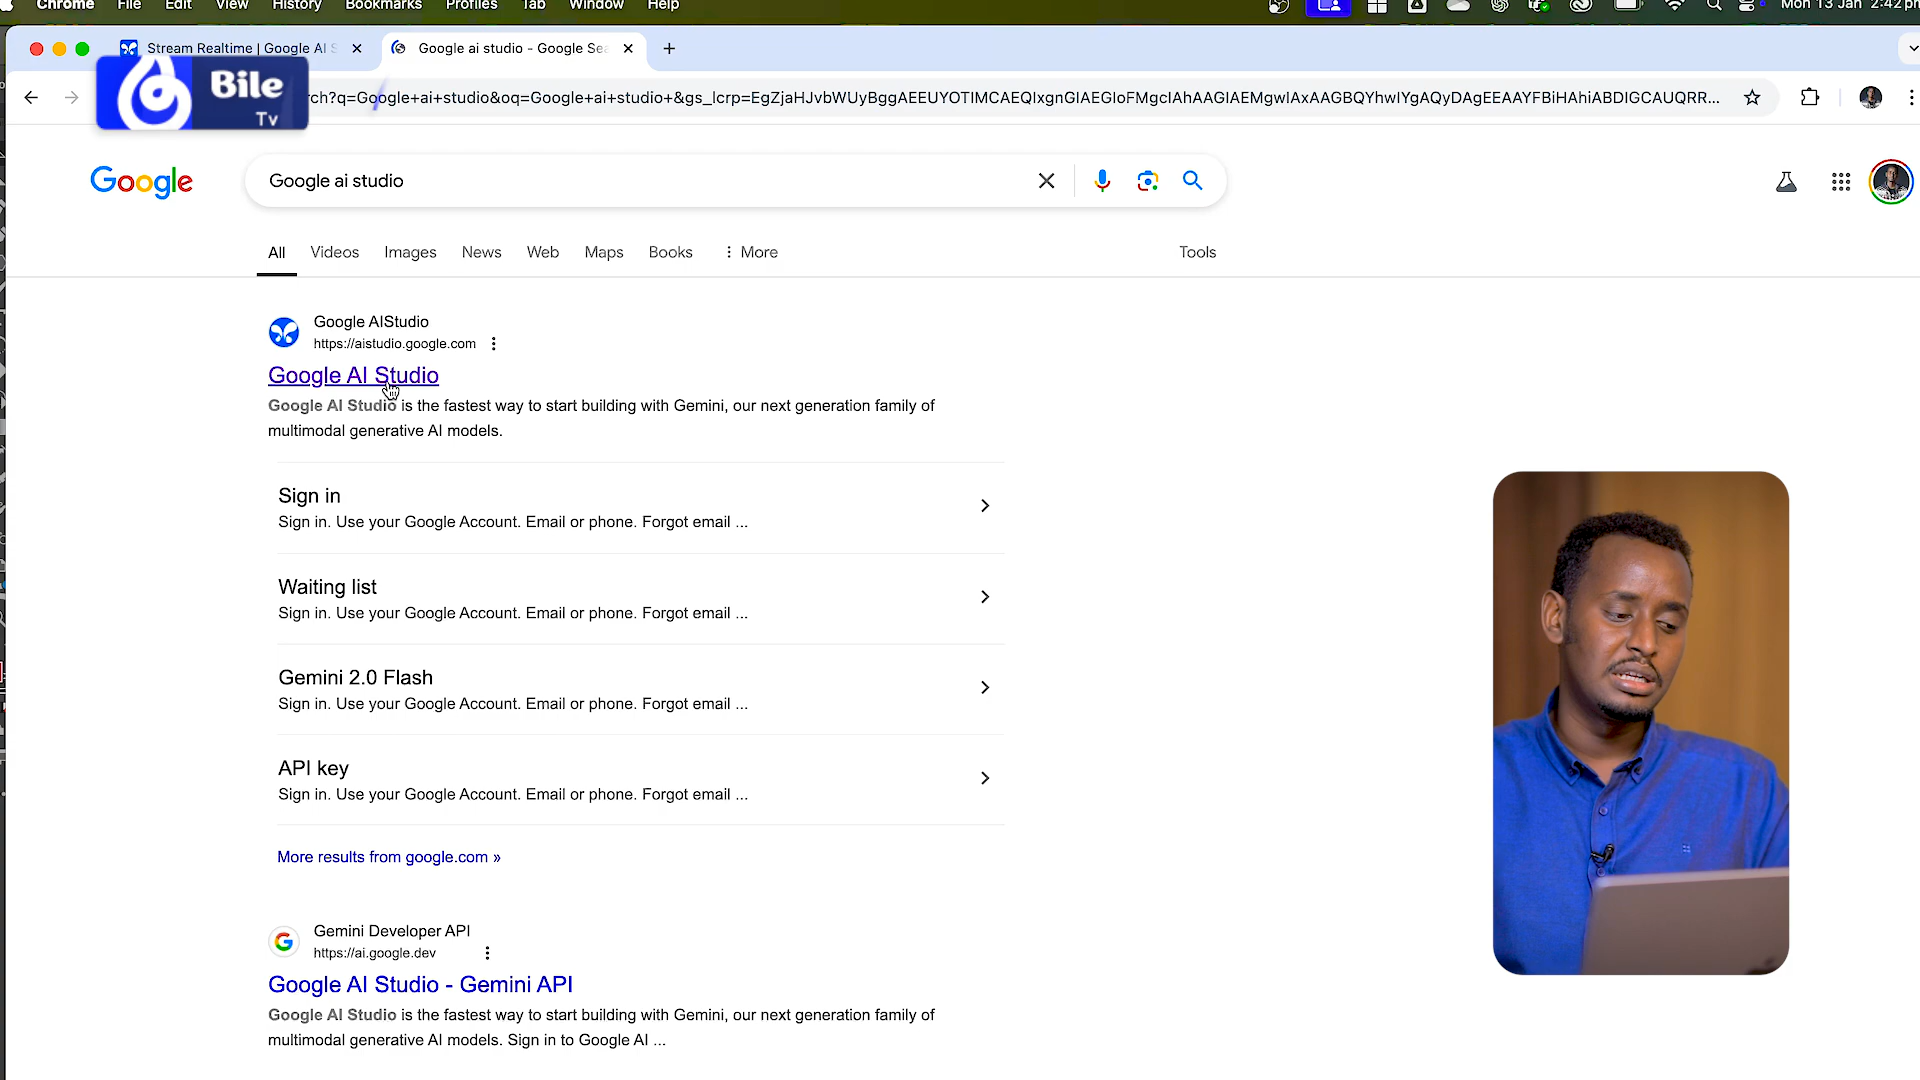 Chrome File Edit View History Bookmarks Profiles Tab Window Help
Mon 13 Jan 2:42
Stream Realtime | Google AI S
Google ai studio - Google Sea
Bile
Tv
rch?q=Google+ai+studio&oq=Google+ai+studio+&gs_lcrp=EgZjaHJvbWUyBggAEEUYOTIMCAEQIxgnGIAEGIoFMgcIAhAAGIAEMgwIAxAAGBQYhwIYgAQyDAgEEAAYFBiHAhiABDIGCAUQRR...
Google
Google ai studio
All Videos Images News Web Maps Books More Tools
Google AIStudio
https://aistudio.google.com
Google AI Studio
Google AI Studio is the fastest way to start building with Gemini, our next generation family of
multimodal generative AI models.
Sign in
Sign in. Use your Google Account. Email or phone. Forgot email ...
Waiting list
Sign in. Use your Google Account. Email or phone. Forgot email ...
Gemini 2.0 Flash
Sign in. Use your Google Account. Email or phone. Forgot email ...
API key
Sign in. Use your Google Account. Email or phone. Forgot email ...
More results from google.com »
Gemini Developer API
https://ai.google.dev
Google AI Studio - Gemini API
Google AI Studio is the fastest way to start building with Gemini, our next generation family of
multimodal generative AI models. Sign in to Google AI ...